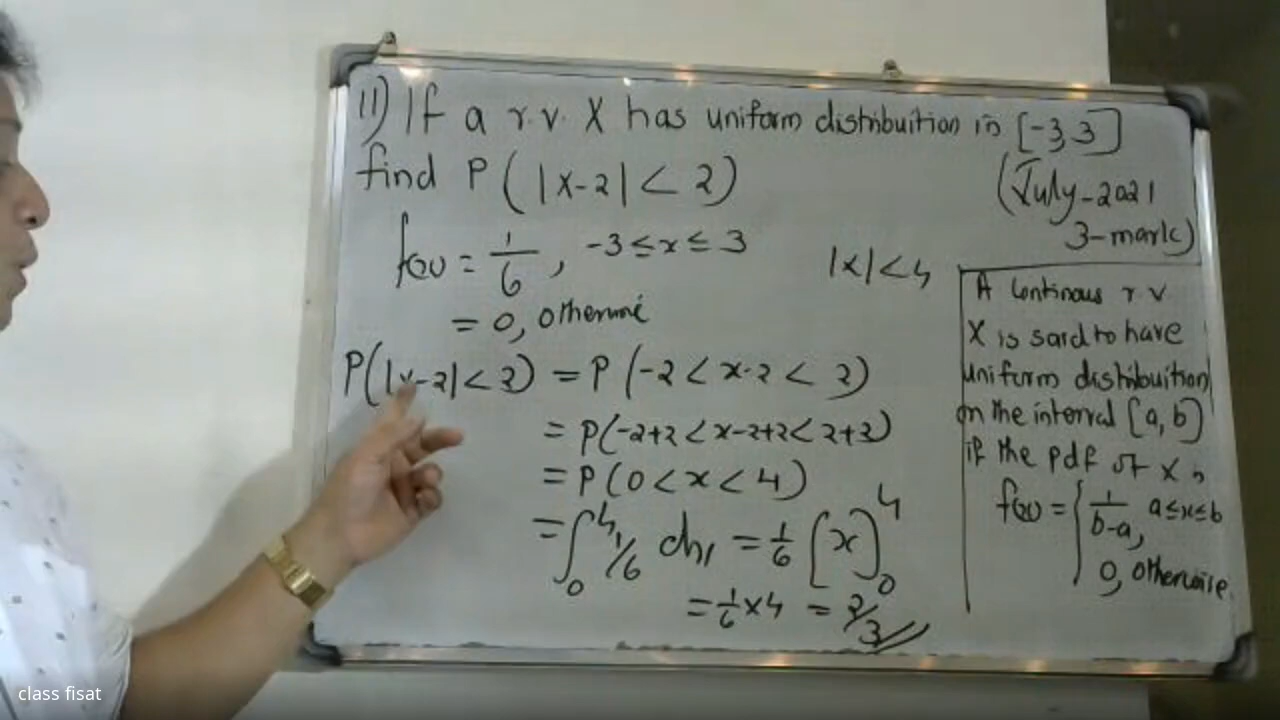 11) If a r.v. X has uniform distribuition in [-3,3]
find P(|X-2| < 2)
(July-2021
3-mark)
f(x) = 1/6, -3≤x≤3
= 0, otherwise
|x|<4
P(|x-2|<2) = P(-2 < x-2 < 2)
= P(-2+2 < x-2+2 < 2+2)
= P(0 < x < 4)
= ∫₀⁴ 1/6 dx = 1/6 [x]₀⁴
= 1/6 x 4 = 2/3
A continous r.v
X is said to have
uniform distribuition
on the interval [a, b]
if the pdf of X is
f(x) = { 1/b-a, a≤x≤b
0, otherwise.
class fisat